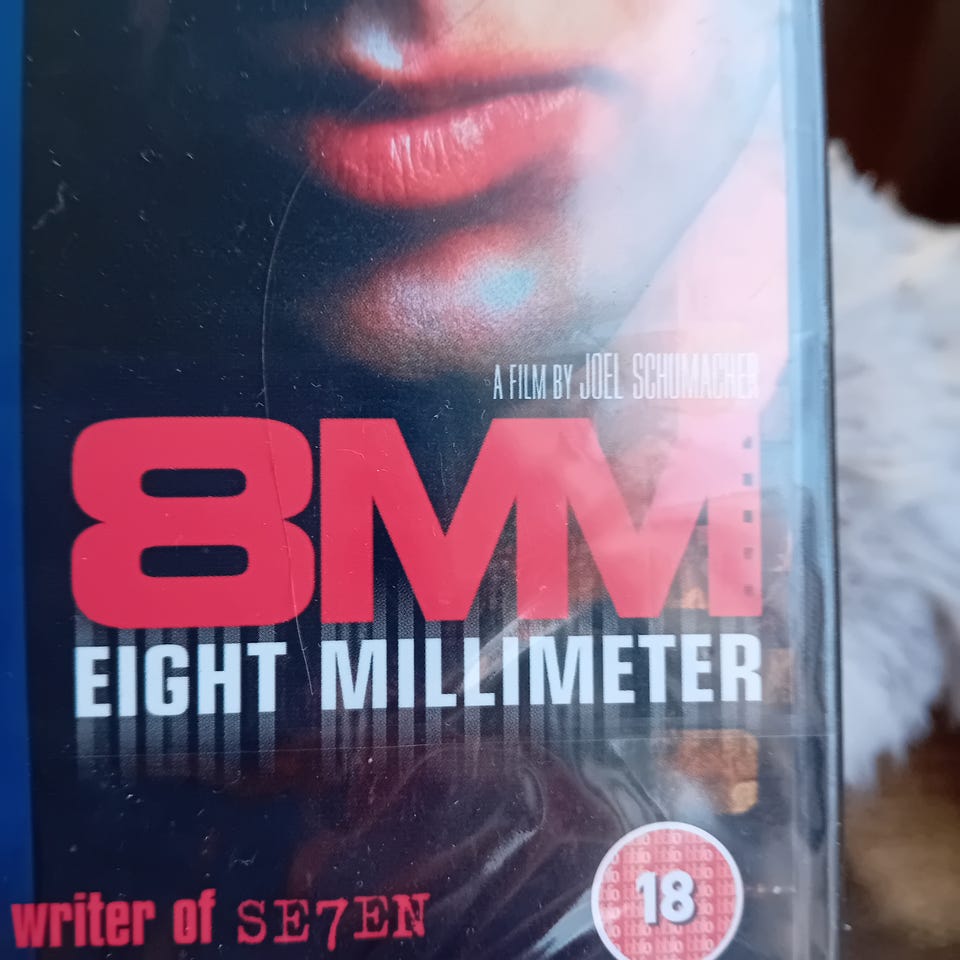 A FILM BY JOEL SCHUMACHER
8MM
EIGHT MILLIMETER
writer of SE7EN
18